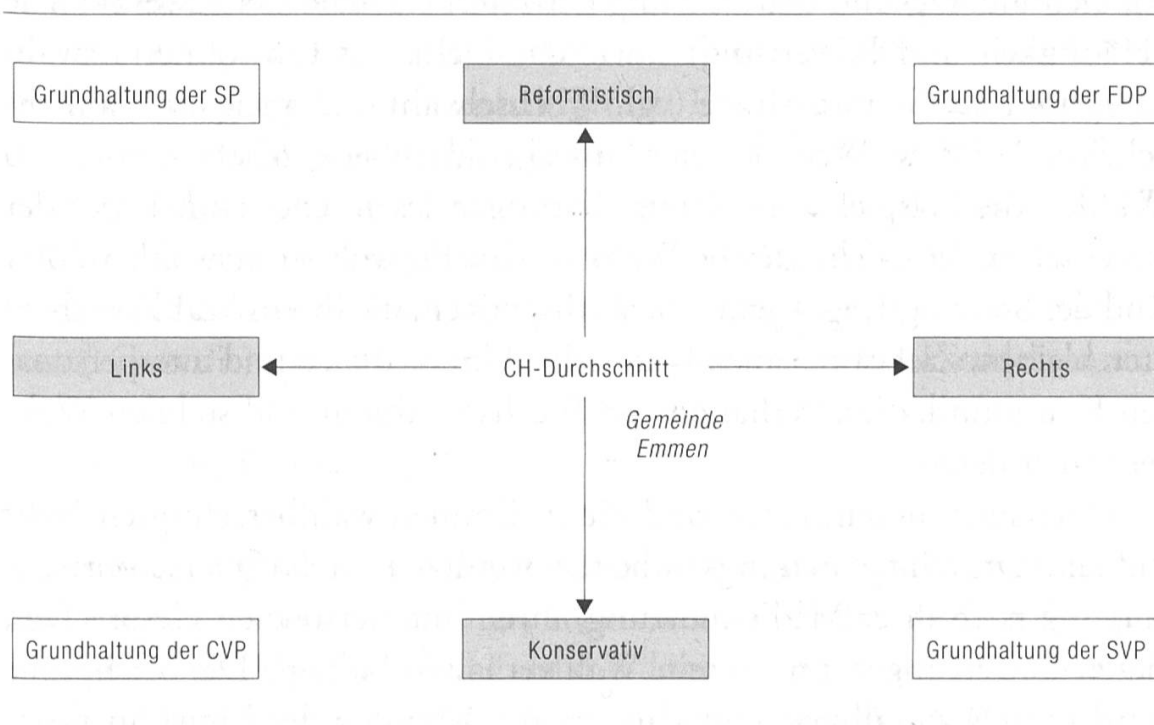 Grundhaltung der SP
Reformistisch
Grundhaltung der FDP
Links
CH-Durchschnitt
Rechts
Gemeinde
Emmen
Grundhaltung der CVP
Konservativ
Grundhaltung der SVP